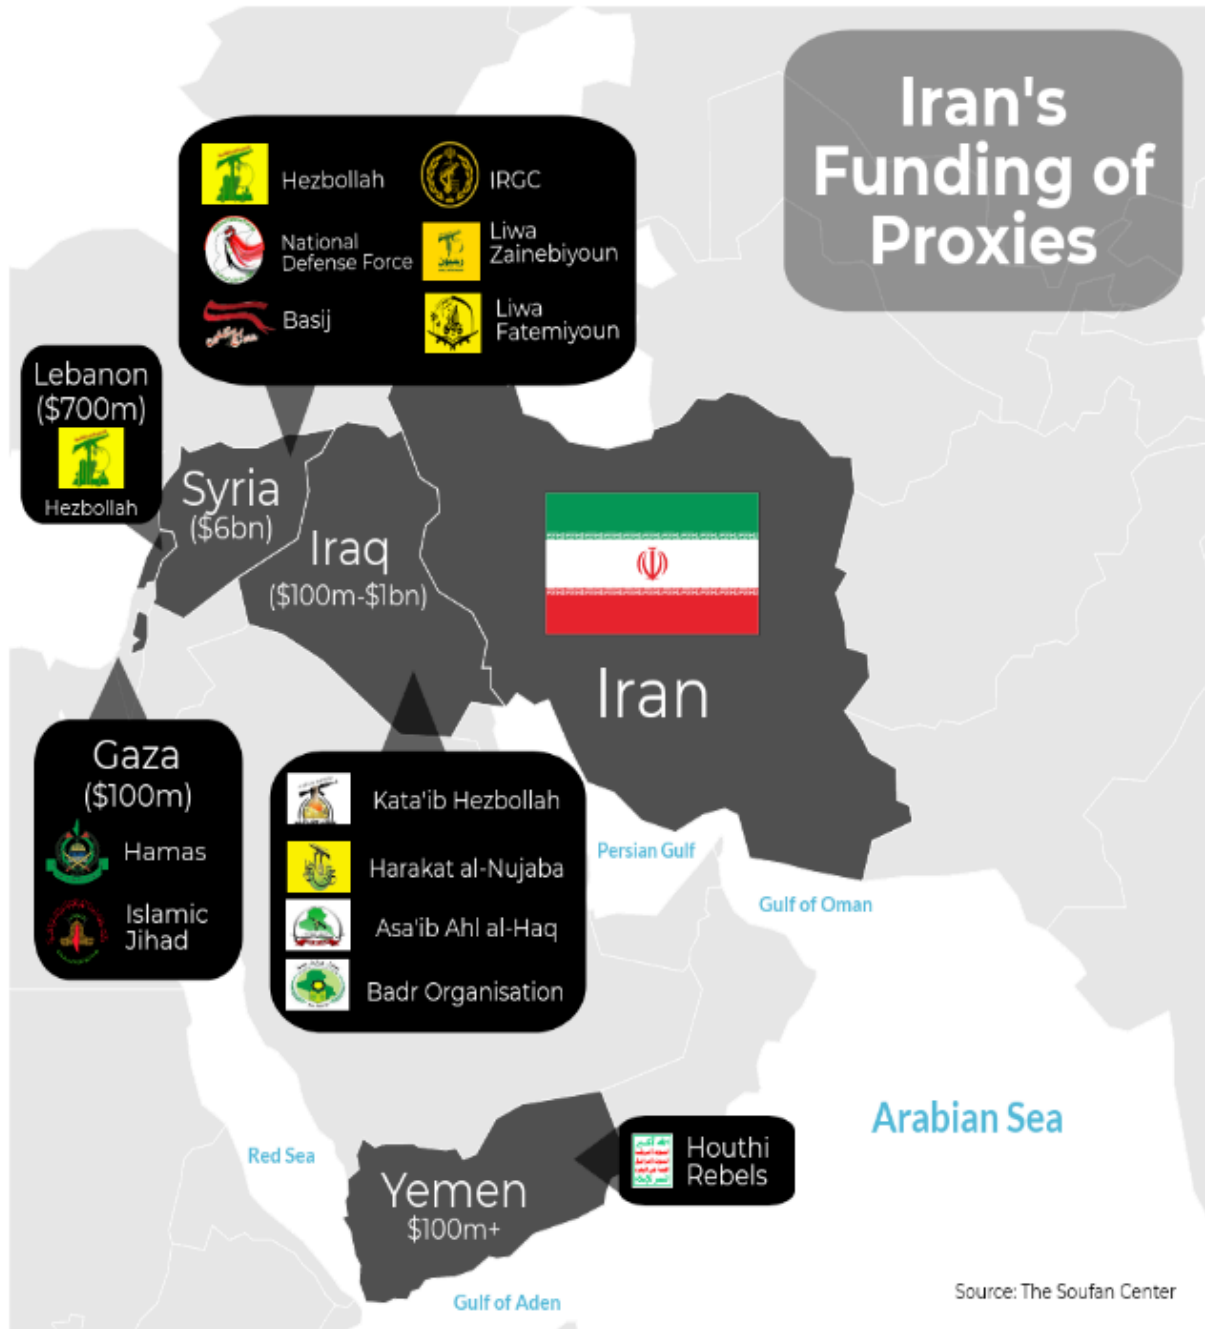 Iran's
Funding of
Proxies
Hezbollah
IRGC
National
Defense Force
Liwa
Zainebiyoun
Basij
Liwa
Fatemiyoun
Lebanon
($700m)
Hezbollah
Syria
($6bn)
Iraq
($100m-$1bn)
Iran
Gaza
($100m)
Hamas
Islamic
Jihad
Kata'ib Hezbollah
Harakat al-Nujaba
Asa'ib Ahl al-Haq
Badr Organisation
Persian Gulf
Gulf of Oman
Arabian Sea
Red Sea
Yemen
$100m+
Houthi
Rebels
Gulf of Aden
Source: The Soufan Center